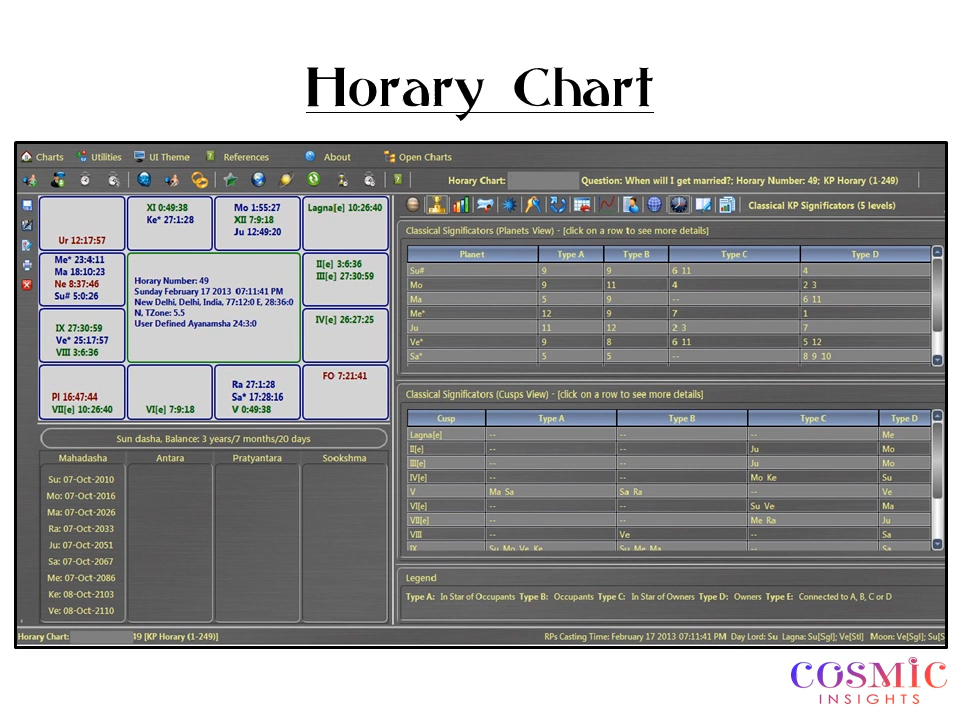 Horary Chart
Charts Utilities UI Theme References About Open Charts
Horary Chart: Question: When will I get married?; Horary Number: 49; KP Horary (1-249)
Ur 12:17:57
XI 0:49:38
Ke* 27:1:28
Mo 1:55:27
XII 7:9:18
Ju 12:49:20
Lagna[e] 10:26:40
Me* 23:4:11
Ma 18:10:23
Ne 8:37:46
Su# 5:0:26
Horary Number: 49
Sunday February 17 2013 07:11:41 PM
New Delhi, Delhi, India, 77:12:0 E, 28:36:0
N, TZone: 5.5
User Defined Ayanamsha 24:3:0
II[e] 3:6:36
III[e] 27:30:59
IX 27:30:59
Ve* 25:17:57
VIII 3:6:36
IV[e] 26:27:25
Pl 16:47:44
VII[e] 10:26:40
VI[e] 7:9:18
Ra 27:1:28
Sa* 17:28:16
V 0:49:38
FO 7:21:41
Sun dasha, Balance: 3 years/7 months/20 days
Mahadasha Antara Pratyantara Sookshma
Su: 07-Oct-2010
Mo: 07-Oct-2016
Ma: 07-Oct-2026
Ra: 07-Oct-2033
Ju: 07-Oct-2051
Sa: 07-Oct-2067
Me: 07-Oct-2086
Ke: 08-Oct-2103
Ve: 08-Oct-2110
Classical KP Significators (5 levels)
Classical Significators (Planets View) - [click on a row to see more details]
Planet Type A Type B Type C Type D
Su# 9 9 6 11 4
Mo 9 11 4 2 3
Ma 5 9 -- 6 11
Me* 12 9 7 1
Ju 11 12 2 3 7
Ve* 9 8 6 11 5 12
Sa* 5 5 -- 8 9 10
Classical Significators (Cusps View) - [click on a row to see more details]
Cusp Type A Type B Type C Type D
Lagna[e] -- -- -- Me
II[e] -- -- Ju Mo
III[e] -- -- Ju Mo
IV[e] -- -- Mo Ke Su
V Ma Sa Sa Ra -- Ve
VI[e] -- -- Su Ve Ma
VII[e] -- -- Me Ra Ju
VIII -- Ve -- Sa
IX Su Mo Ve Ke Su Me Ma -- Sa
Legend
Type A: In Star of Occupants Type B: Occupants Type C: In Star of Owners Type D: Owners Type E: Connected to A, B, C or D
Horary Chart: 49 [KP Horary (1-249)]
RPs Casting Time: February 17 2013 07:11:41 PM Day Lord: Su Lagna: Su[Sgl]; Ve[Stl] Moon: Ve[Sgl]; Su[S
COSMIC
INSIGHTS